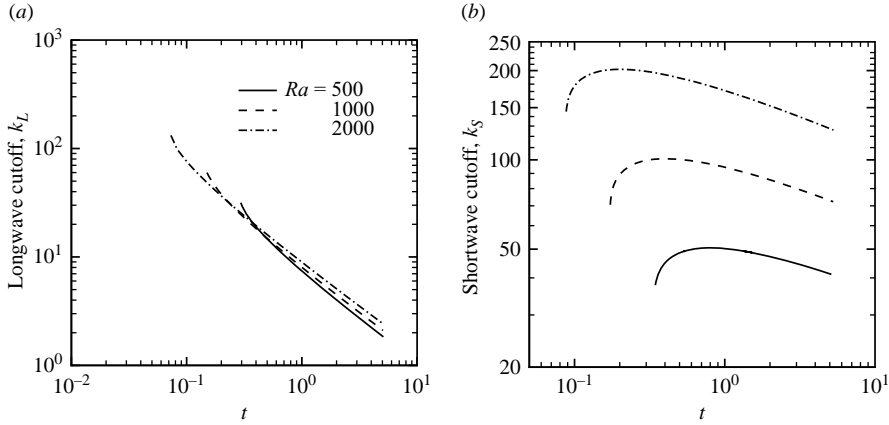 (a)
10^3
10^2
10^1
10^0
Longwave cutoff, k_L
Ra = 500
1000
2000
10^{-2}
10^{-1}
10^0
10^1
t
(b)
250
200
150
100
50
20
Shortwave cutoff, k_S
10^{-1}
10^0
10^1
t